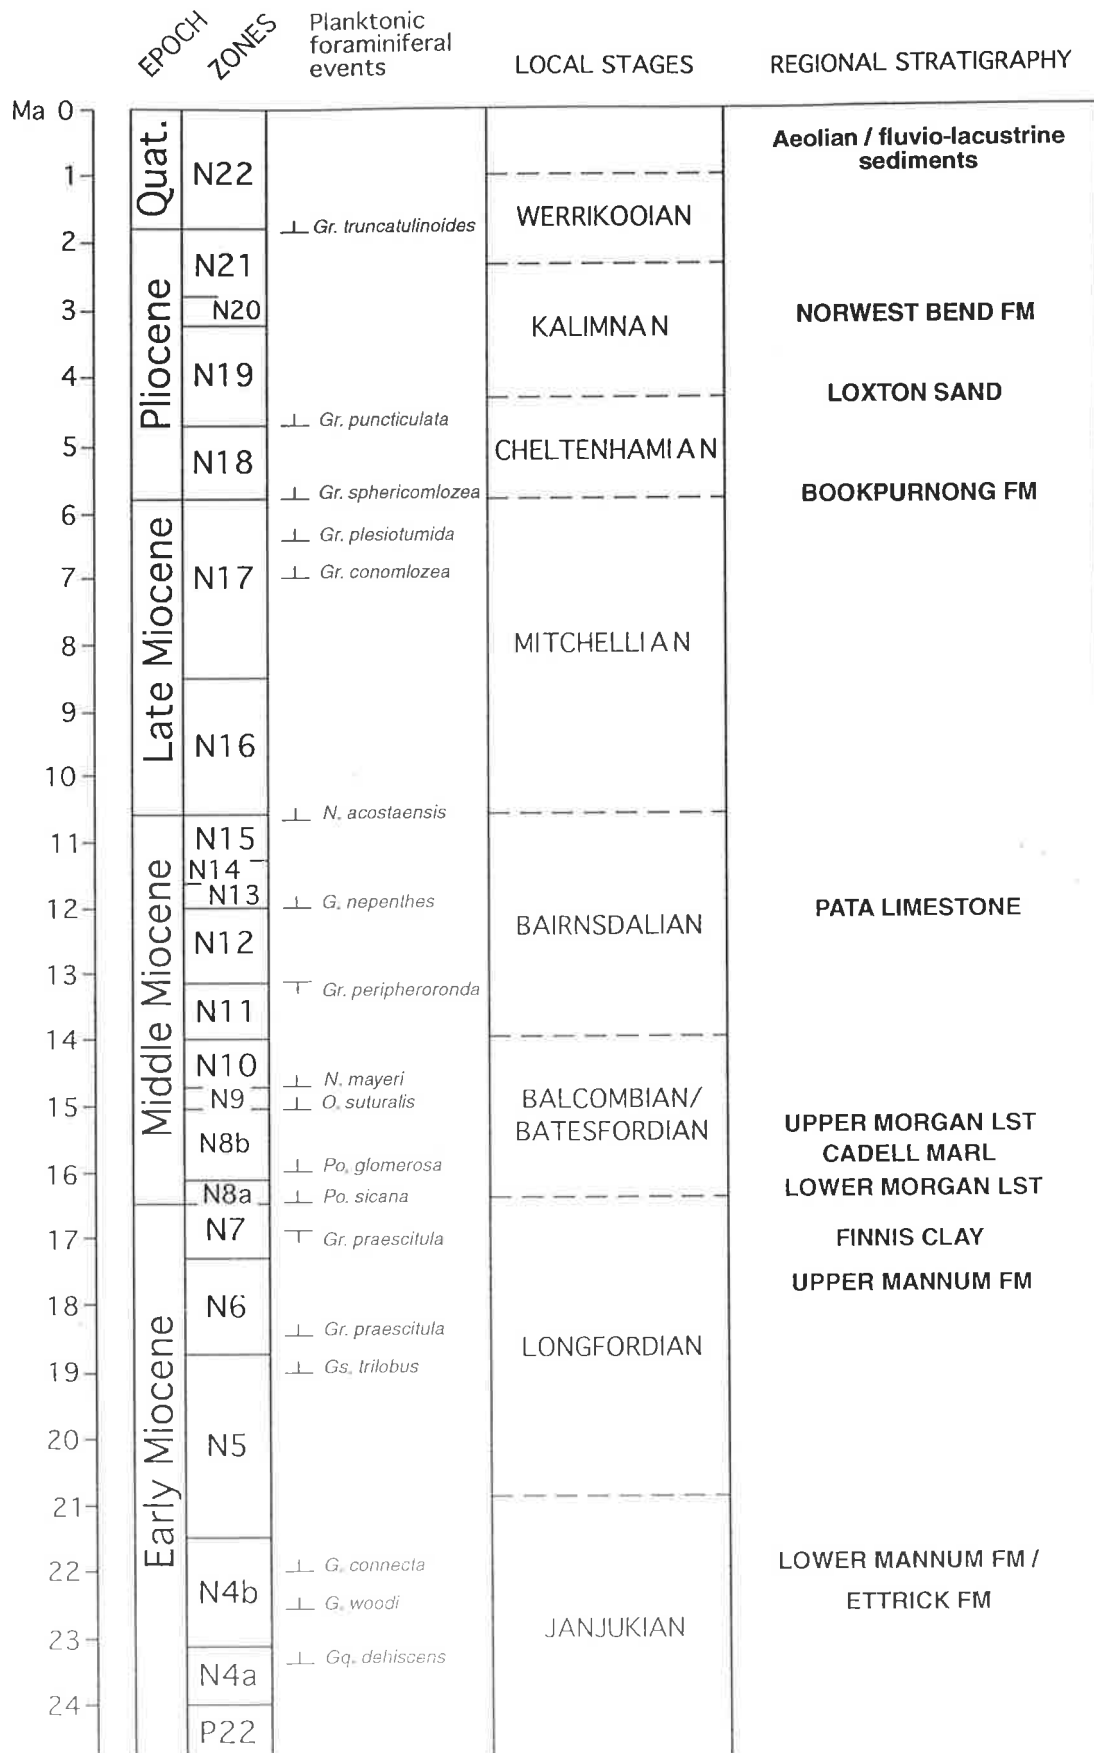 EPOCH
ZONES
Planktonic
foraminiferal
events
LOCAL STAGES
REGIONAL STRATIGRAPHY
Ma 0
1
2
3
4
5
6
7
8
9
10
11
12
13
14
15
16
17
18
19
20
21
22
23
24
Quat.
Pliocene
Late Miocene
Middle Miocene
Early Miocene
N22
N21
N20
N19
N18
N17
N16
N15
N14
N13
N12
N11
N10
N9
N8b
N8a
N7
N6
N5
N4b
N4a
P22
Gr. truncatulinoides
Gr. puncticulata
Gr. sphericomlozea
Gr. plesiotumida
Gr. conomlozea
N. acostaensis
G. nepenthes
Gr. peripheroronda
N. mayeri
O. suturalis
Po. glomerosa
Po. sicana
Gr. praescitula
Gr. praescitula
Gs. trilobus
G. connecta
G. woodi
Gq. dehiscens
WERRIKOOIAN
KALIMNAN
CHELTENHAMIAN
MITCHELLIAN
BAIRNSDALIAN
BALCOMBIAN/
BATESFORDIAN
LONGFORDIAN
JANJUKIAN
Aeolian / fluvio-lacustrine
sediments
NORWEST BEND FM
LOXTON SAND
BOOKPURNONG FM
PATA LIMESTONE
UPPER MORGAN LST
CADELL MARL
LOWER MORGAN LST
FINNIS CLAY
UPPER MANNUM FM
LOWER MANNUM FM /
ETTRICK FM